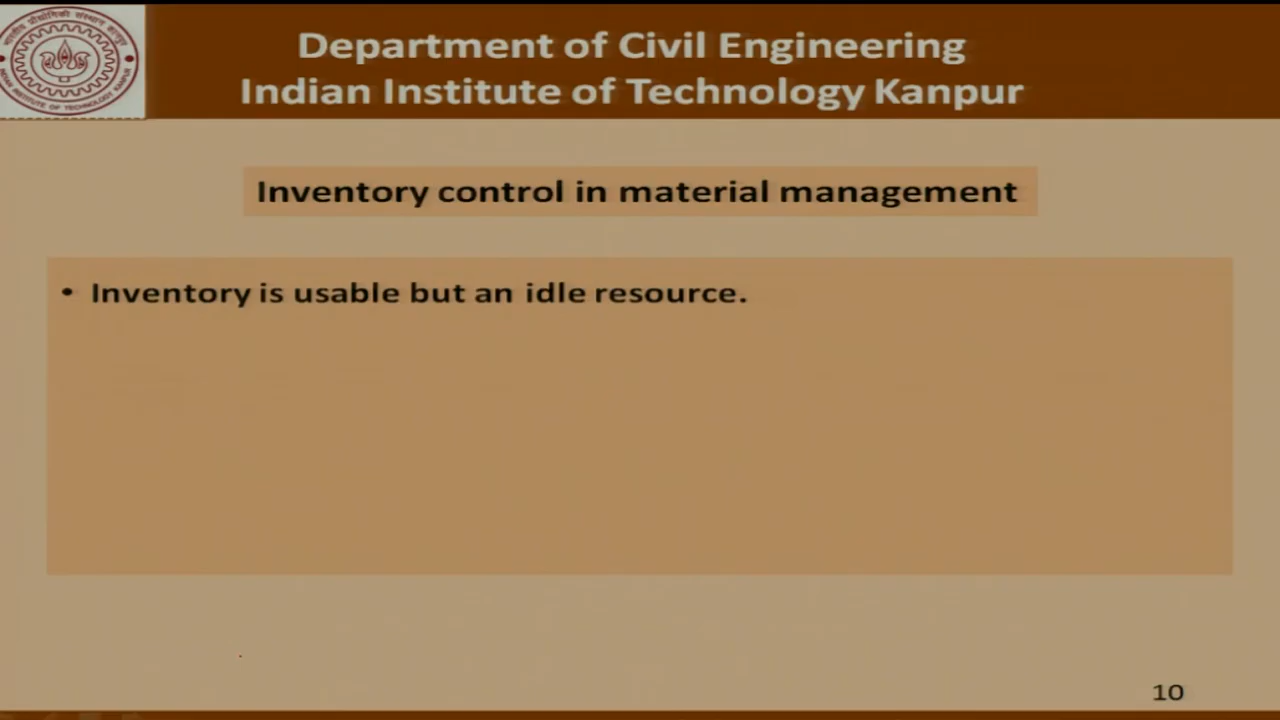 Department of Civil Engineering
Indian Institute of Technology Kanpur
Inventory control in material management
• Inventory is usable but an idle resource.
10